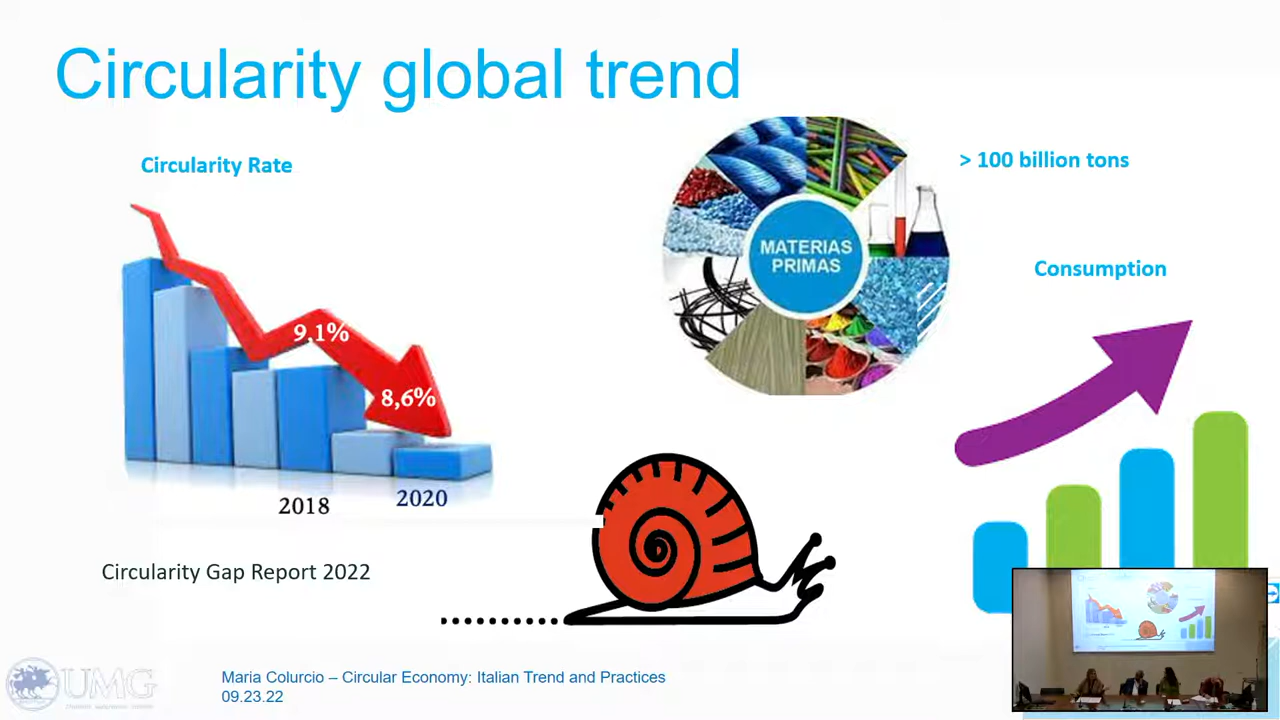 Circularity global trend
Circularity Rate
> 100 billion tons
MATERIAS
PRIMAS
Consumption
9.1%
8,6%
2018
2020
Circularity Gap Report 2022
UMG
Maria Colurcio – Circular Economy: Italian Trend and Practices
09.23.22